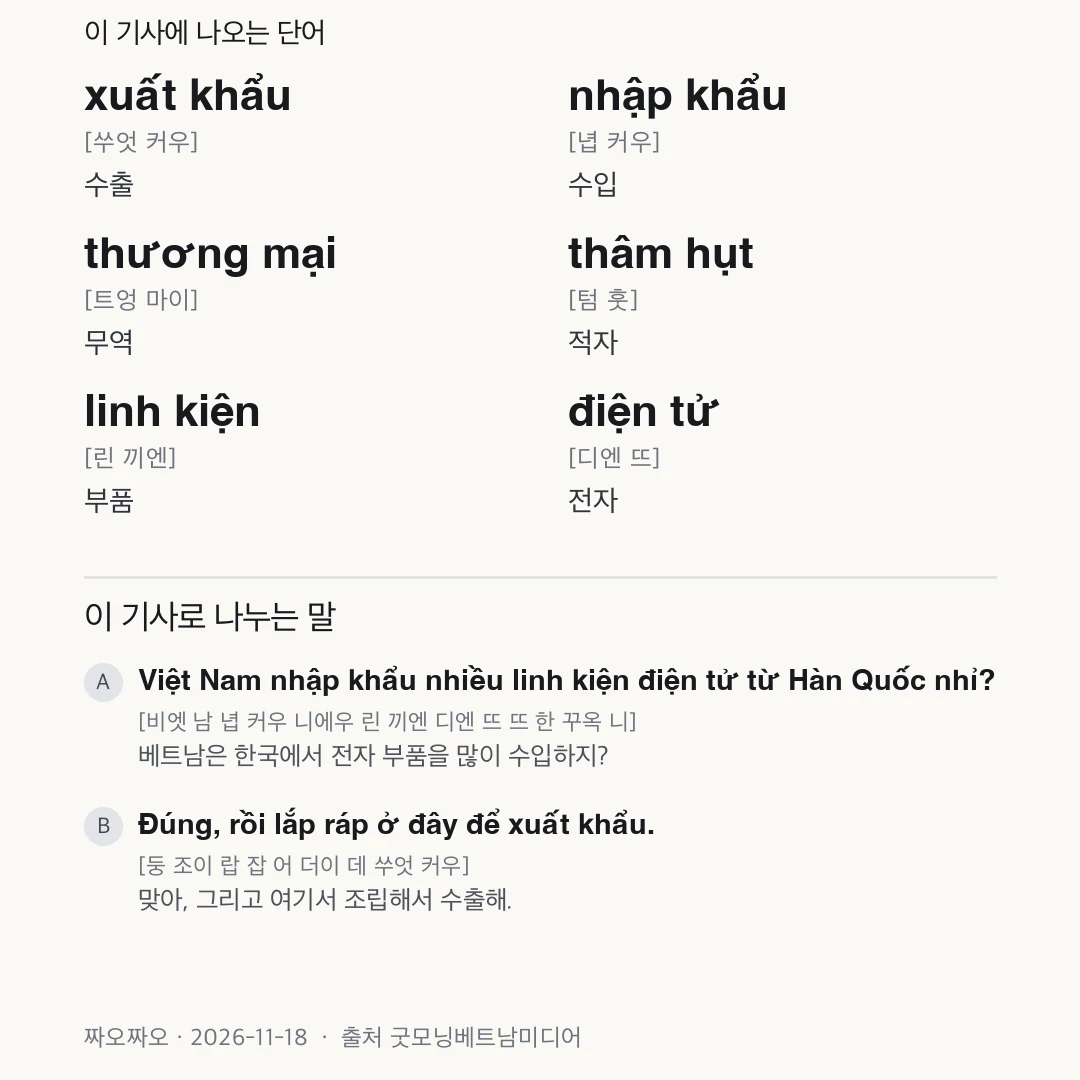 이 기사에 나오는 단어
xuất khẩu
[쑤엇 커우]
수출
nhập khẩu
[녑 커우]
수입
thương mại
[트엉 마이]
무역
thâm hụt
[텀 훗]
적자
linh kiện
[린 끼엔]
부품
điện tử
[디엔 뜨]
전자
이 기사로 나누는 말
A
Việt Nam nhập khẩu nhiều linh kiện điện tử từ Hàn Quốc nhỉ?
[비엣 남 녑 커우 니에우 린 끼엔 디엔 뜨 뜨 한 꾸옥 니]
베트남은 한국에서 전자 부품을 많이 수입하지?
B
Đúng, rồi lắp ráp ở đây để xuất khẩu.
[둥 조이 랍 잡 어 더이 데 쑤엇 커우]
맞아, 그리고 여기서 조립해서 수출해.
짜오짜오 · 2026-11-18 · 출처 굿모닝베트남미디어